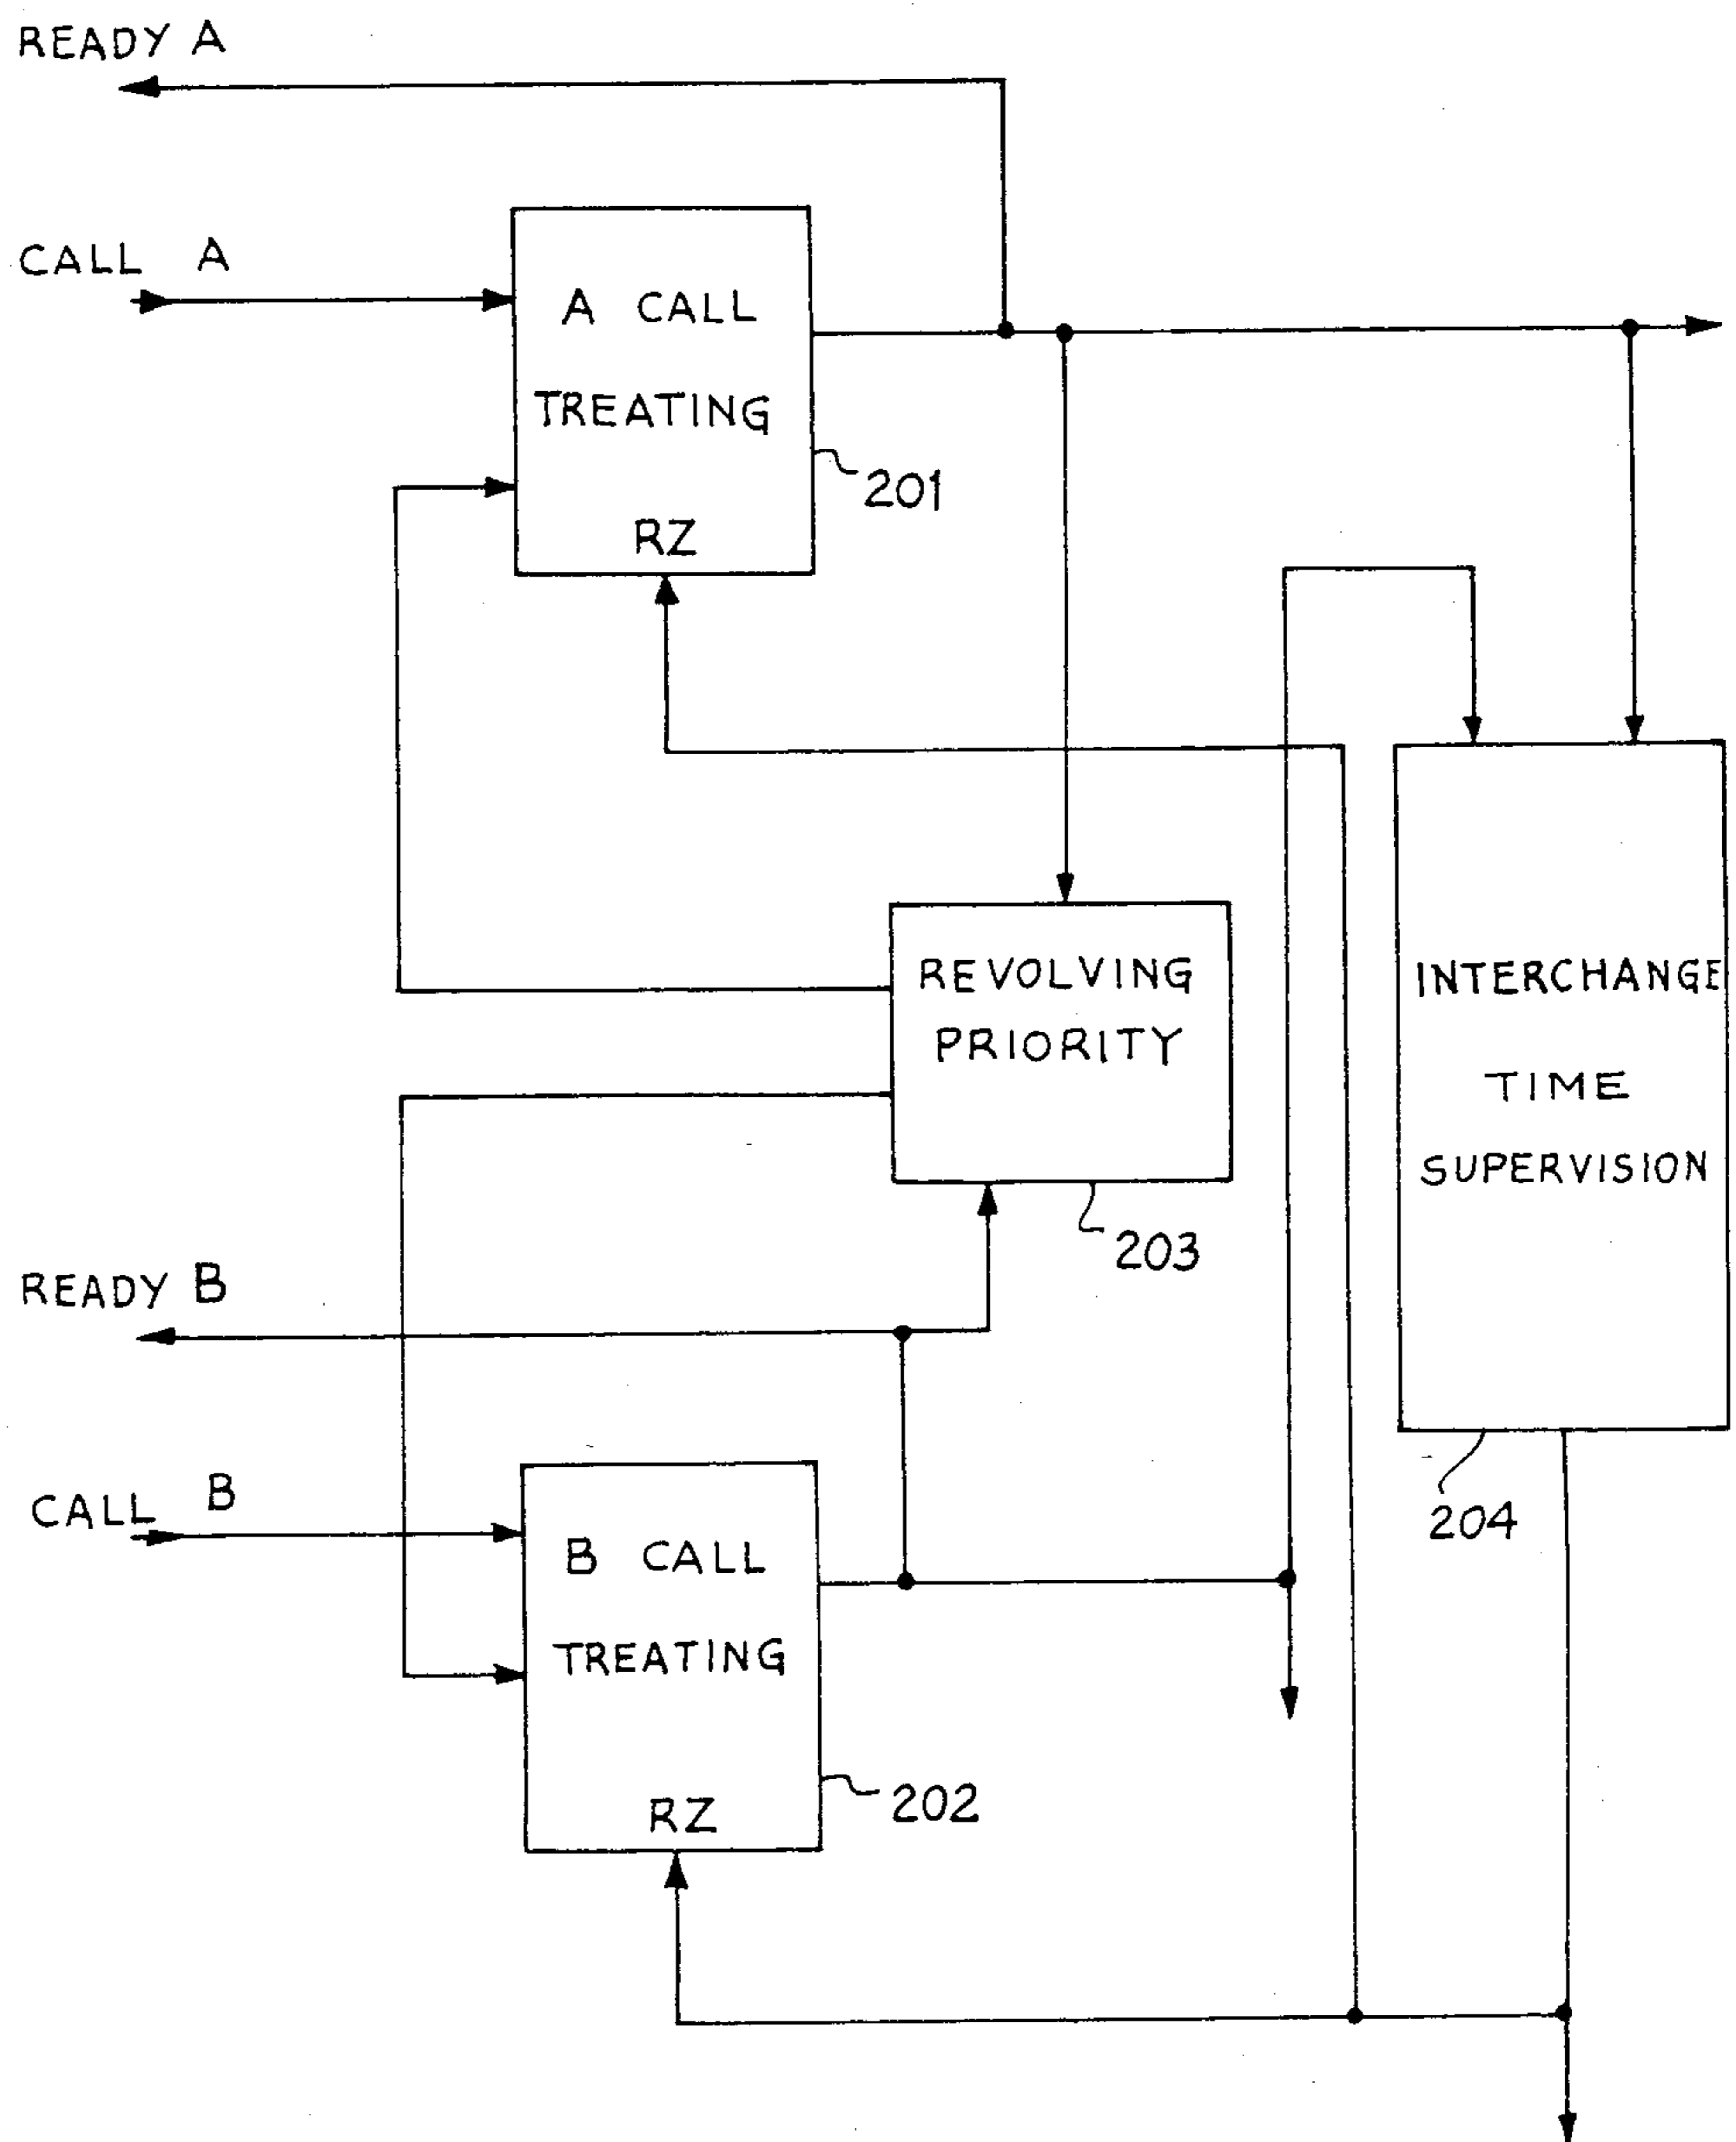 READY A
CALL A
A CALL
TREATING
201
RZ
REVOLVING
PRIORITY
203
INTERCHANGE
TIME
SUPERVISION
204
READY B
CALL B
B CALL
TREATING
202
RZ